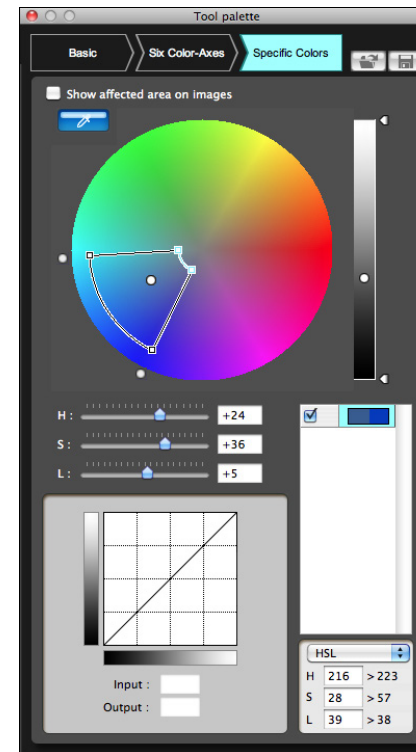 Tool palette
Basic
Six Color-Axes
Specific Colors
Show affected area on images
H :
+24
S :
+36
L :
+5
Input :
Output :
HSL
H 216 > 223
S 28 > 57
L 39 > 38